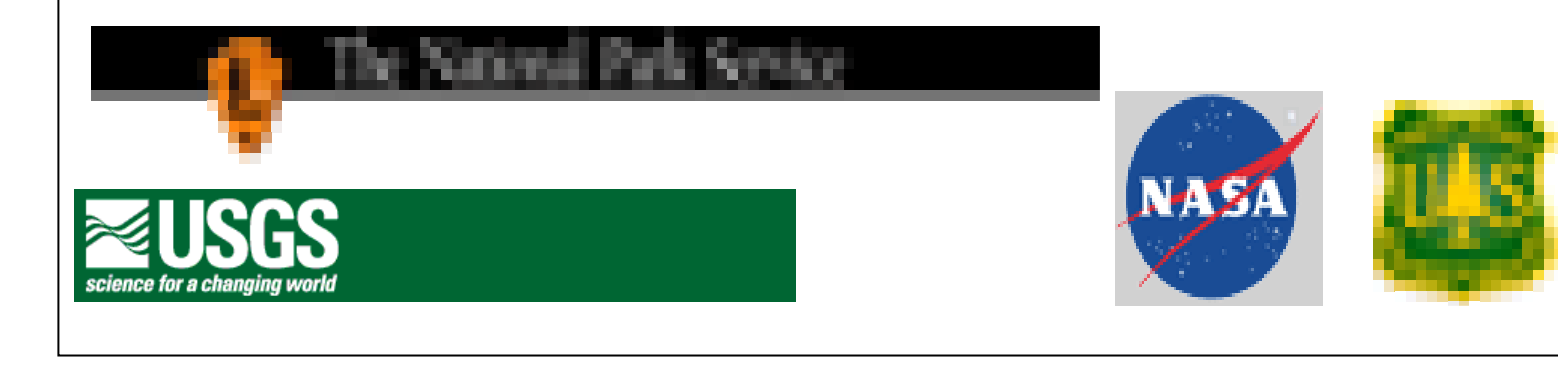 The National Park Service
USGS
science for a changing world
NASA
U S